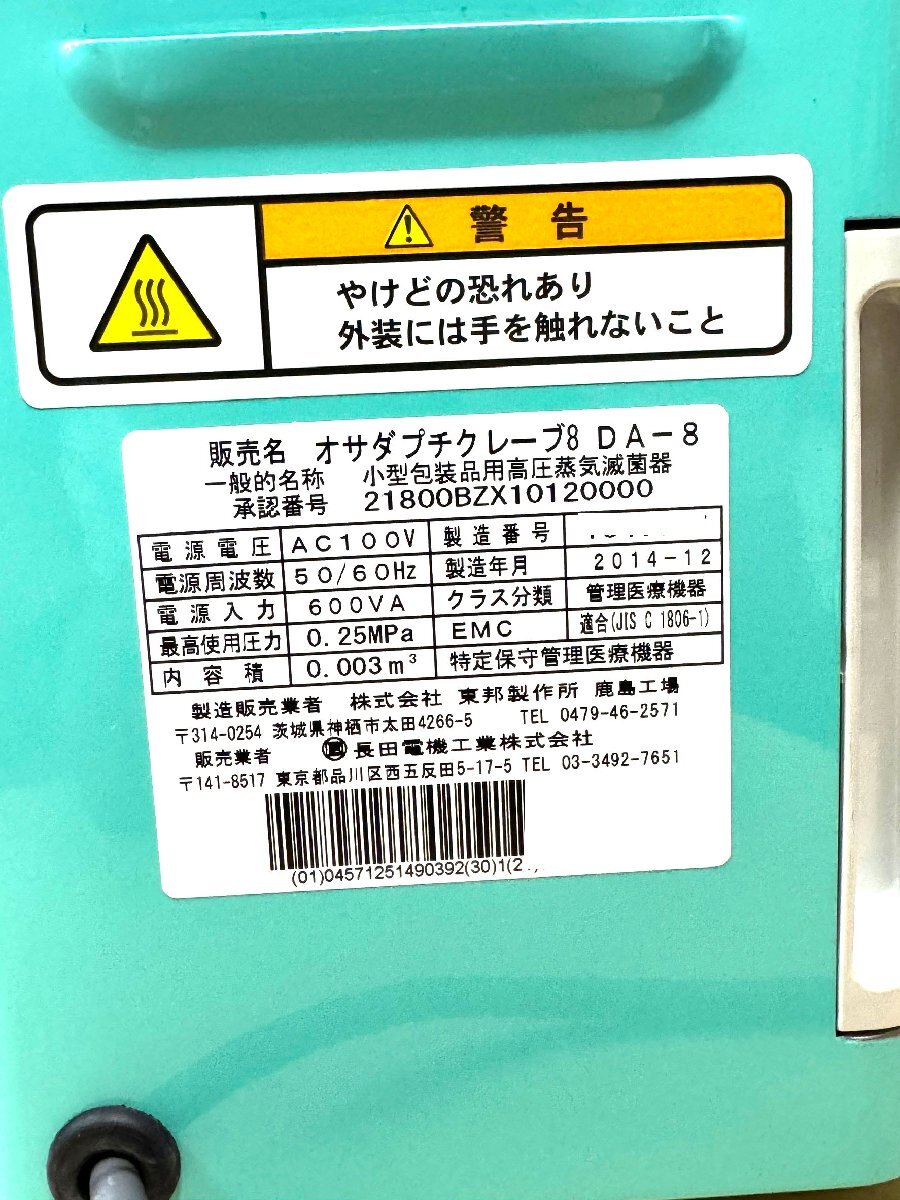 警告
やけどの恐れあり
外装には手を触れないこと
販売名 オサダプチクレーブ8 DA-8
一般的名称 小型包装品用高圧蒸気滅菌器
承認番号 21800BZX10120000
電源電圧 AC100V 製造番号
電源周波数 50/60Hz 製造年月 2014-12
電源入力 600VA クラス分類 管理医療機器
最高使用圧力 0.25MPa EMC 適合(JIS C 1806-1)
内容積 0.003m³ 特定保守管理医療機器
製造販売業者 株式会社 東邦製作所 鹿島工場
〒314-0254 茨城県神栖市太田4266-5 TEL 0479-46-2571
販売業者 長田電機工業株式会社
〒141-8517 東京都品川区西五反田5-17-5 TEL 03-3492-7651
(01)04571251490392(30)1(2